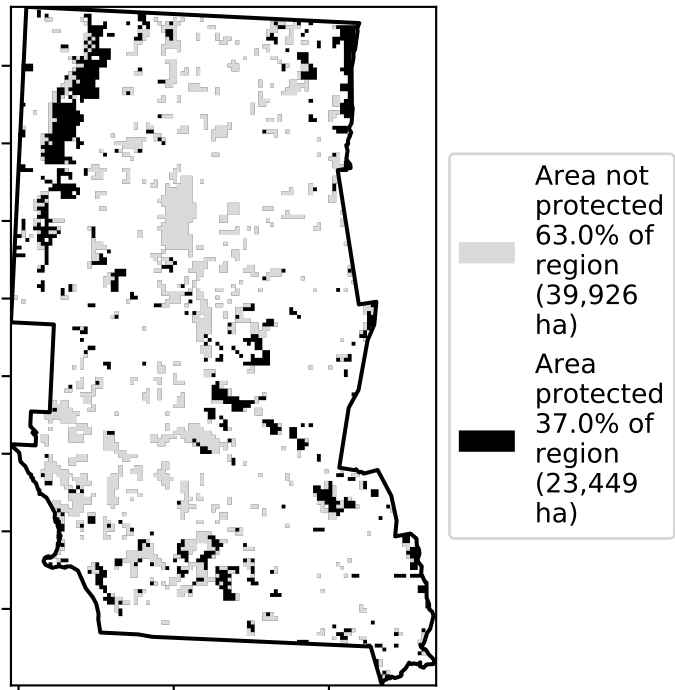 Area not
protected
63.0% of
region
(39,926
ha)
Area
protected
37.0% of
region
(23,449
ha)